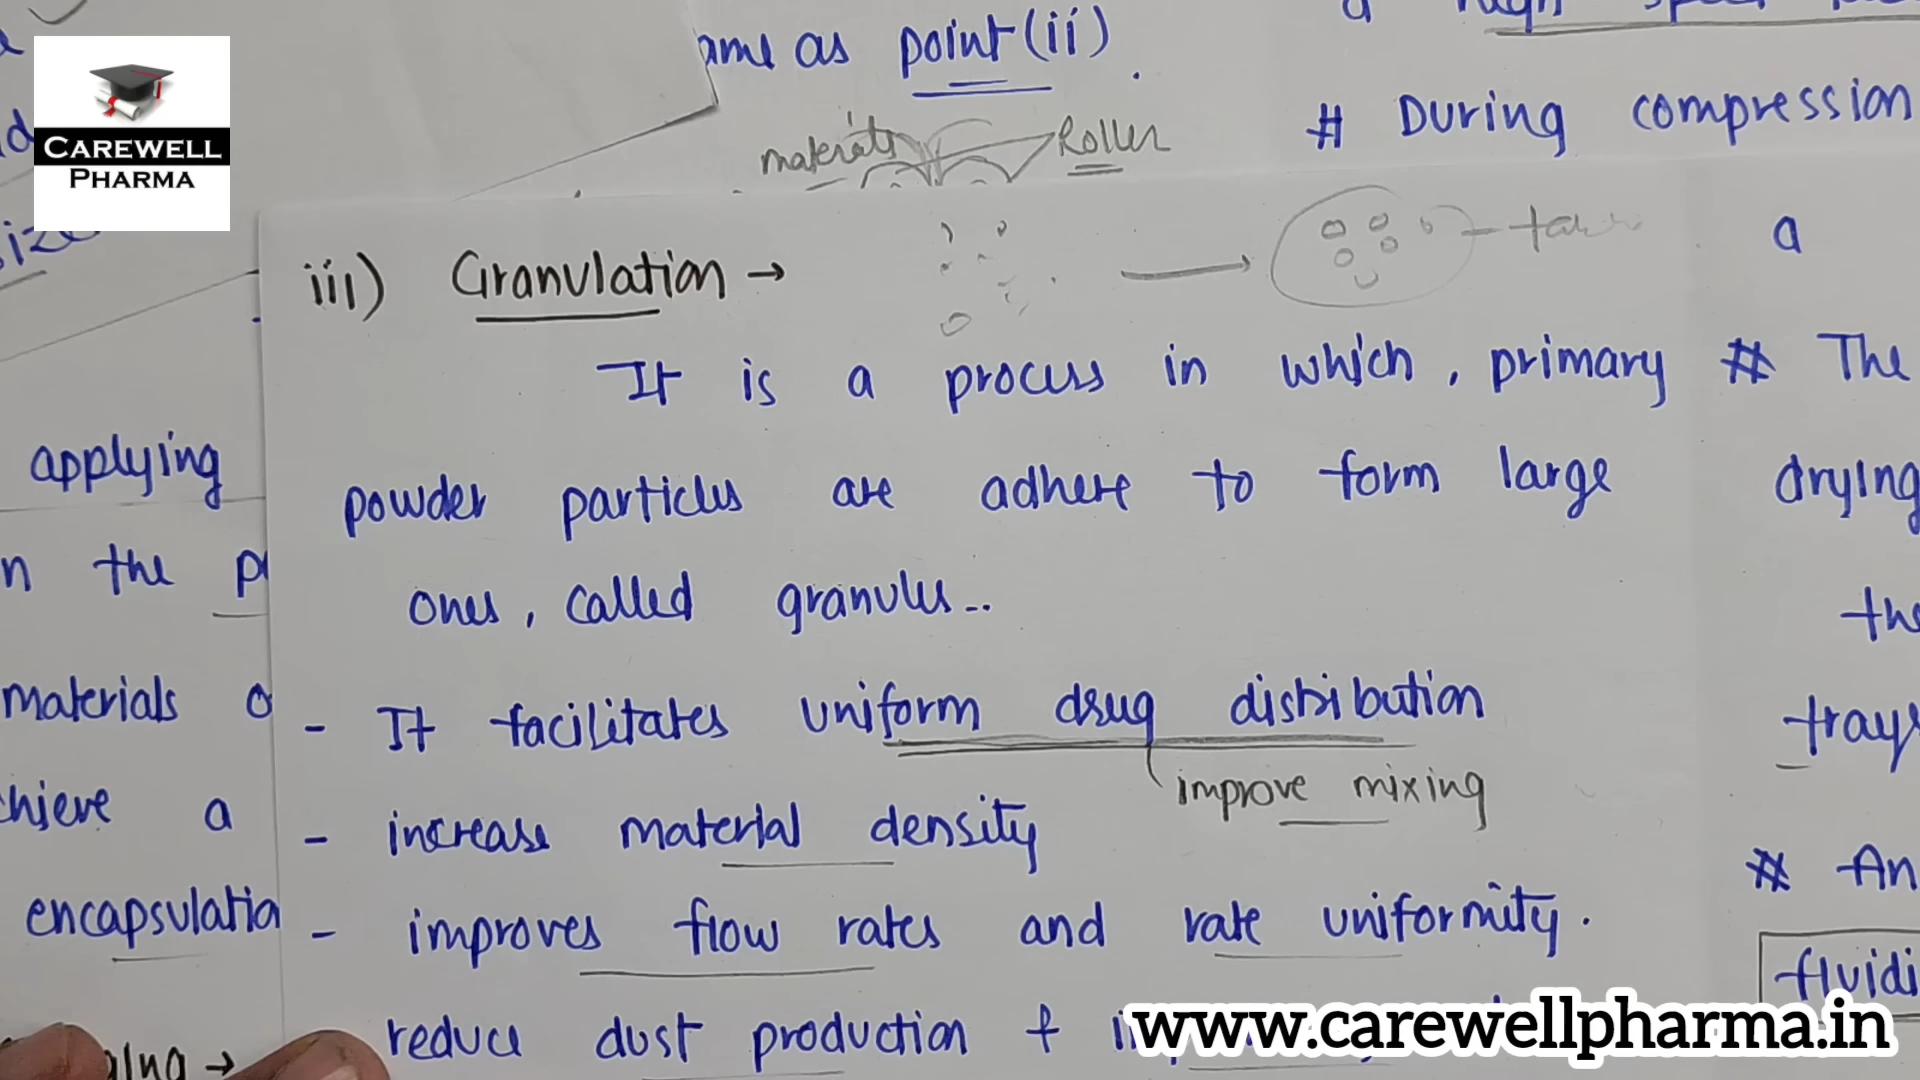 CAREWELL
PHARMA
ame as point (ii)
materials
Roller
# During compression
a
iii) Granulation →
It is a process in which, primary
powder particles are adhere to form large
ones, called granules..
- It facilitates uniform drug distribution
improve mixing
- increase material density
- improves flow rates and rate uniformity.
reduce dust production +
applying
n the
materials
a
encapsulatio
# The
drying
the
trays
# An
fluidi
www.carewellpharma.in